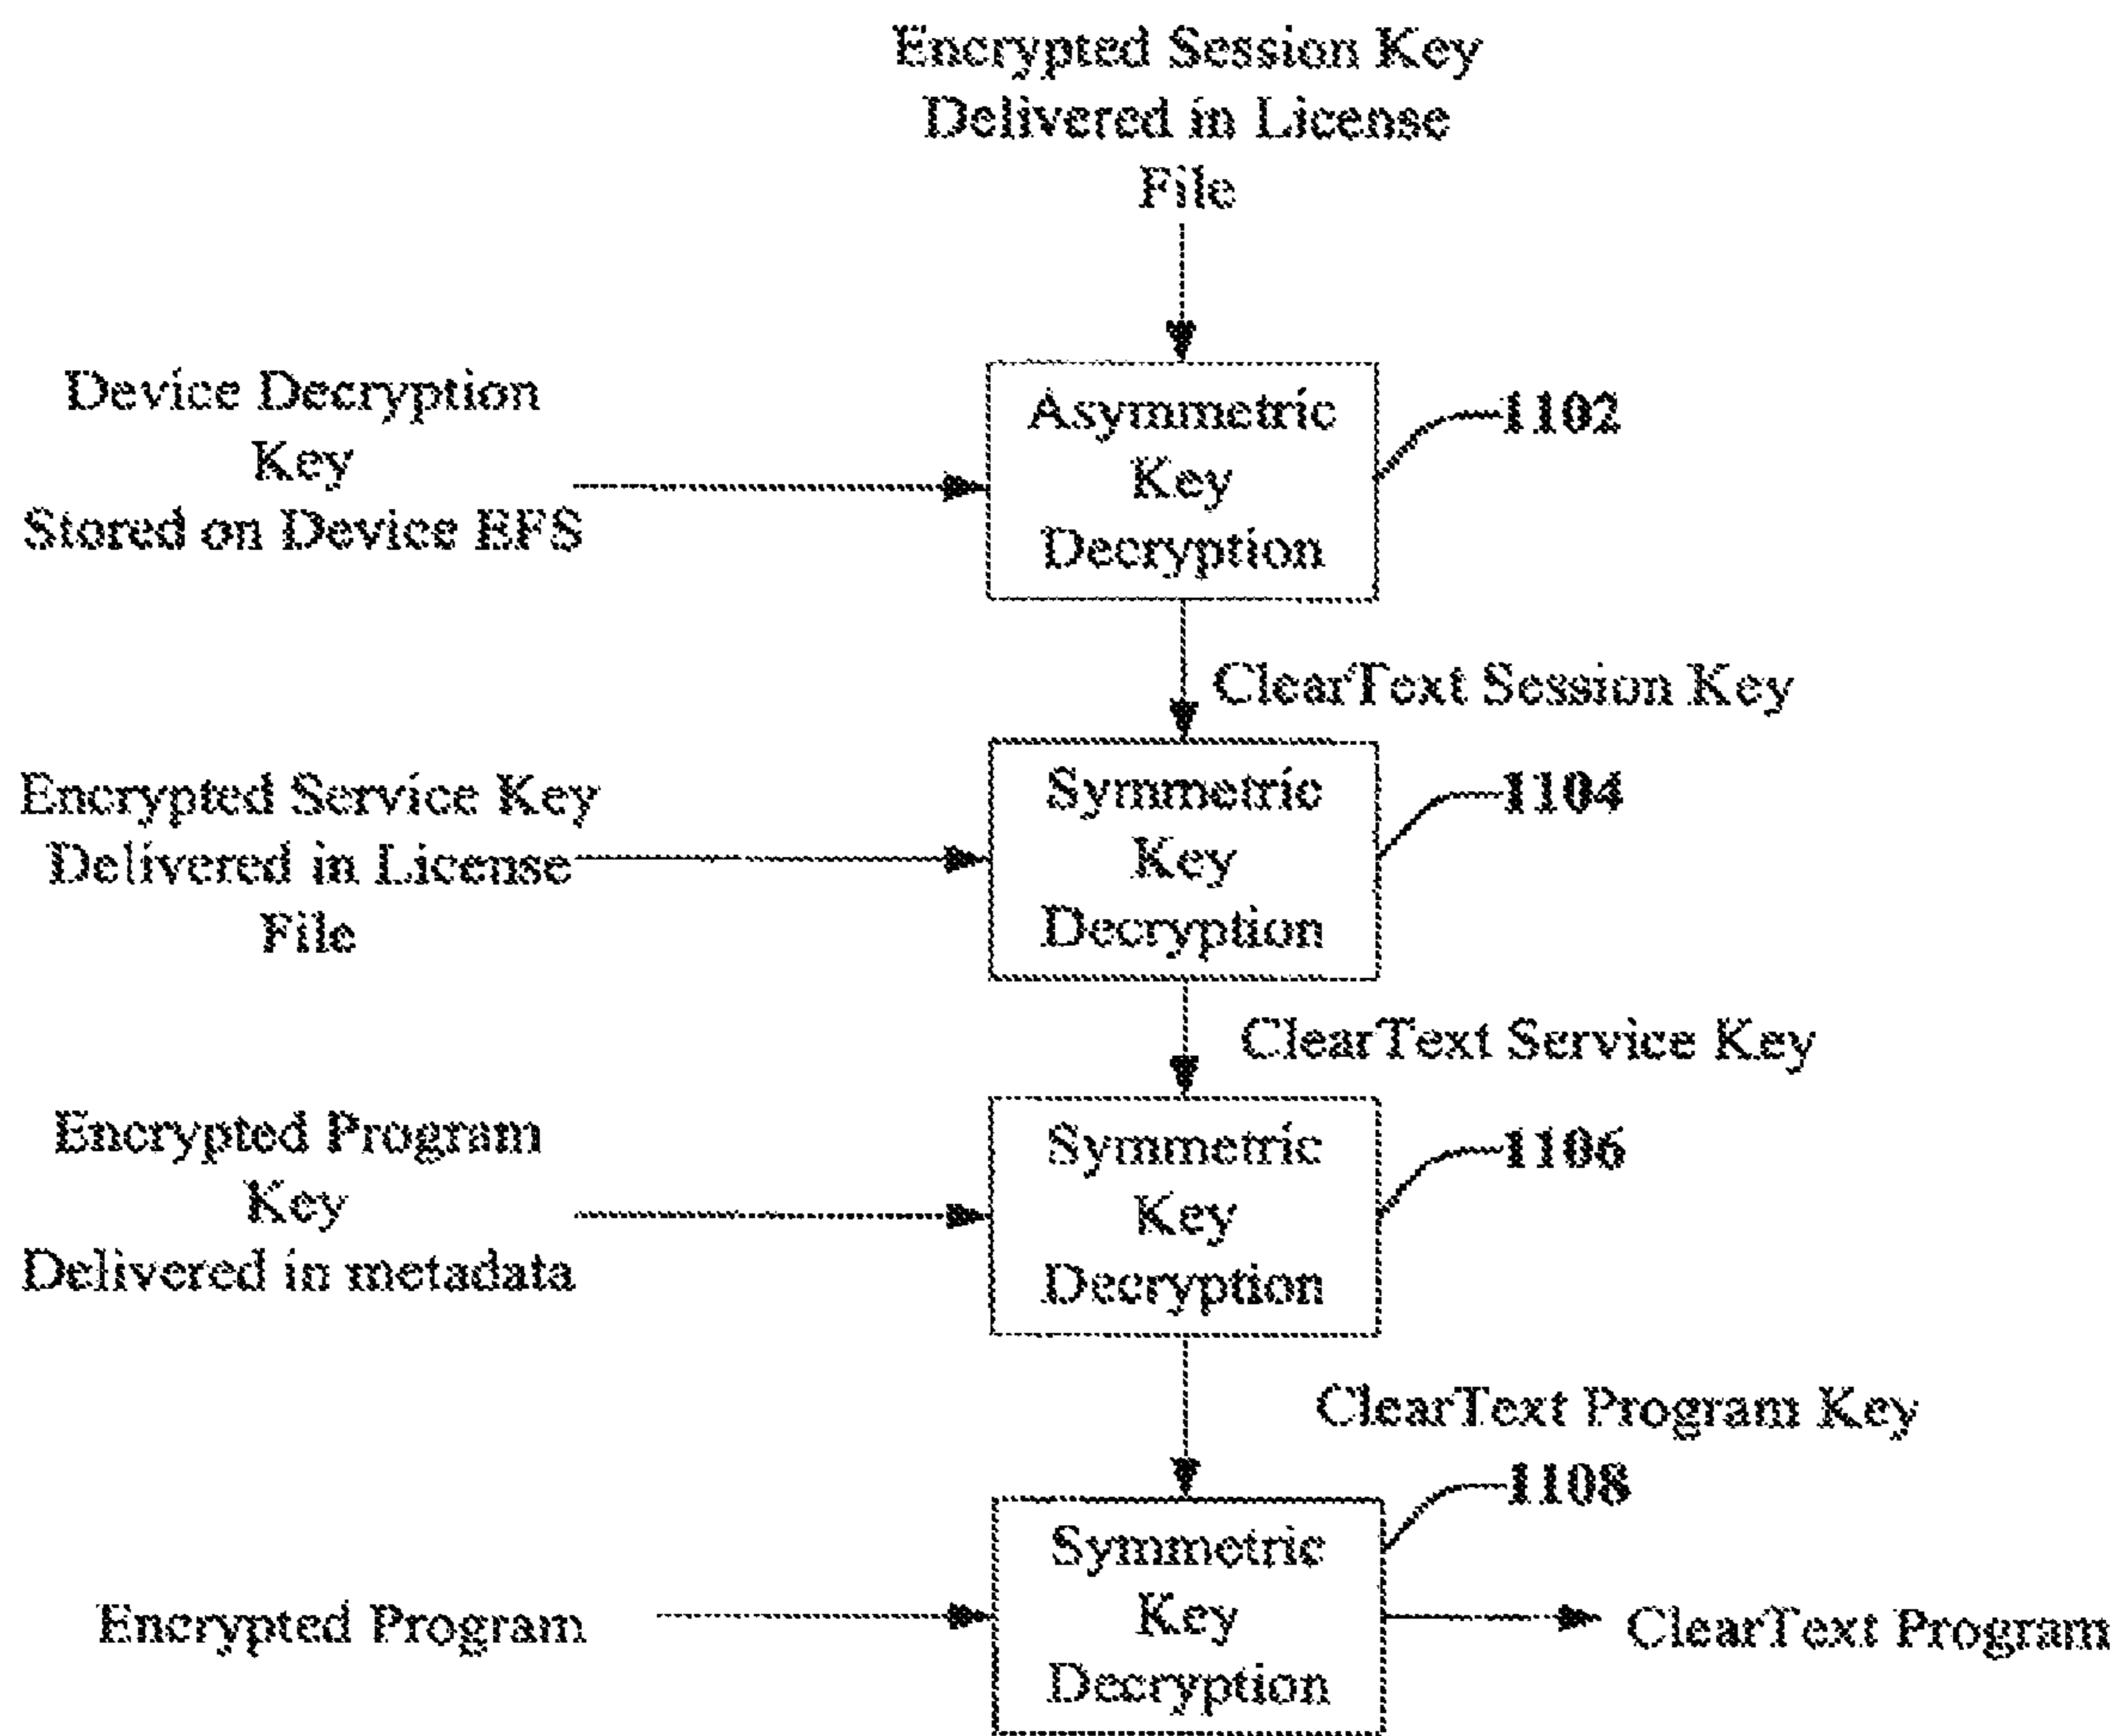 Encrypted Session Key
Delivered in License
File
Device Decryption
Key
Stored on Device EFS
Asymmetric
Key
Decryption
1102
ClearText Session Key
Encrypted Service Key
Delivered in License
File
Symmetric
Key
Decryption
1104
ClearText Service Key
Encrypted Program
Key
Delivered in metadata
Symmetric
Key
Decryption
1106
ClearText Program Key
1108
Encrypted Program
Symmetric
Key
Decryption
ClearText Program